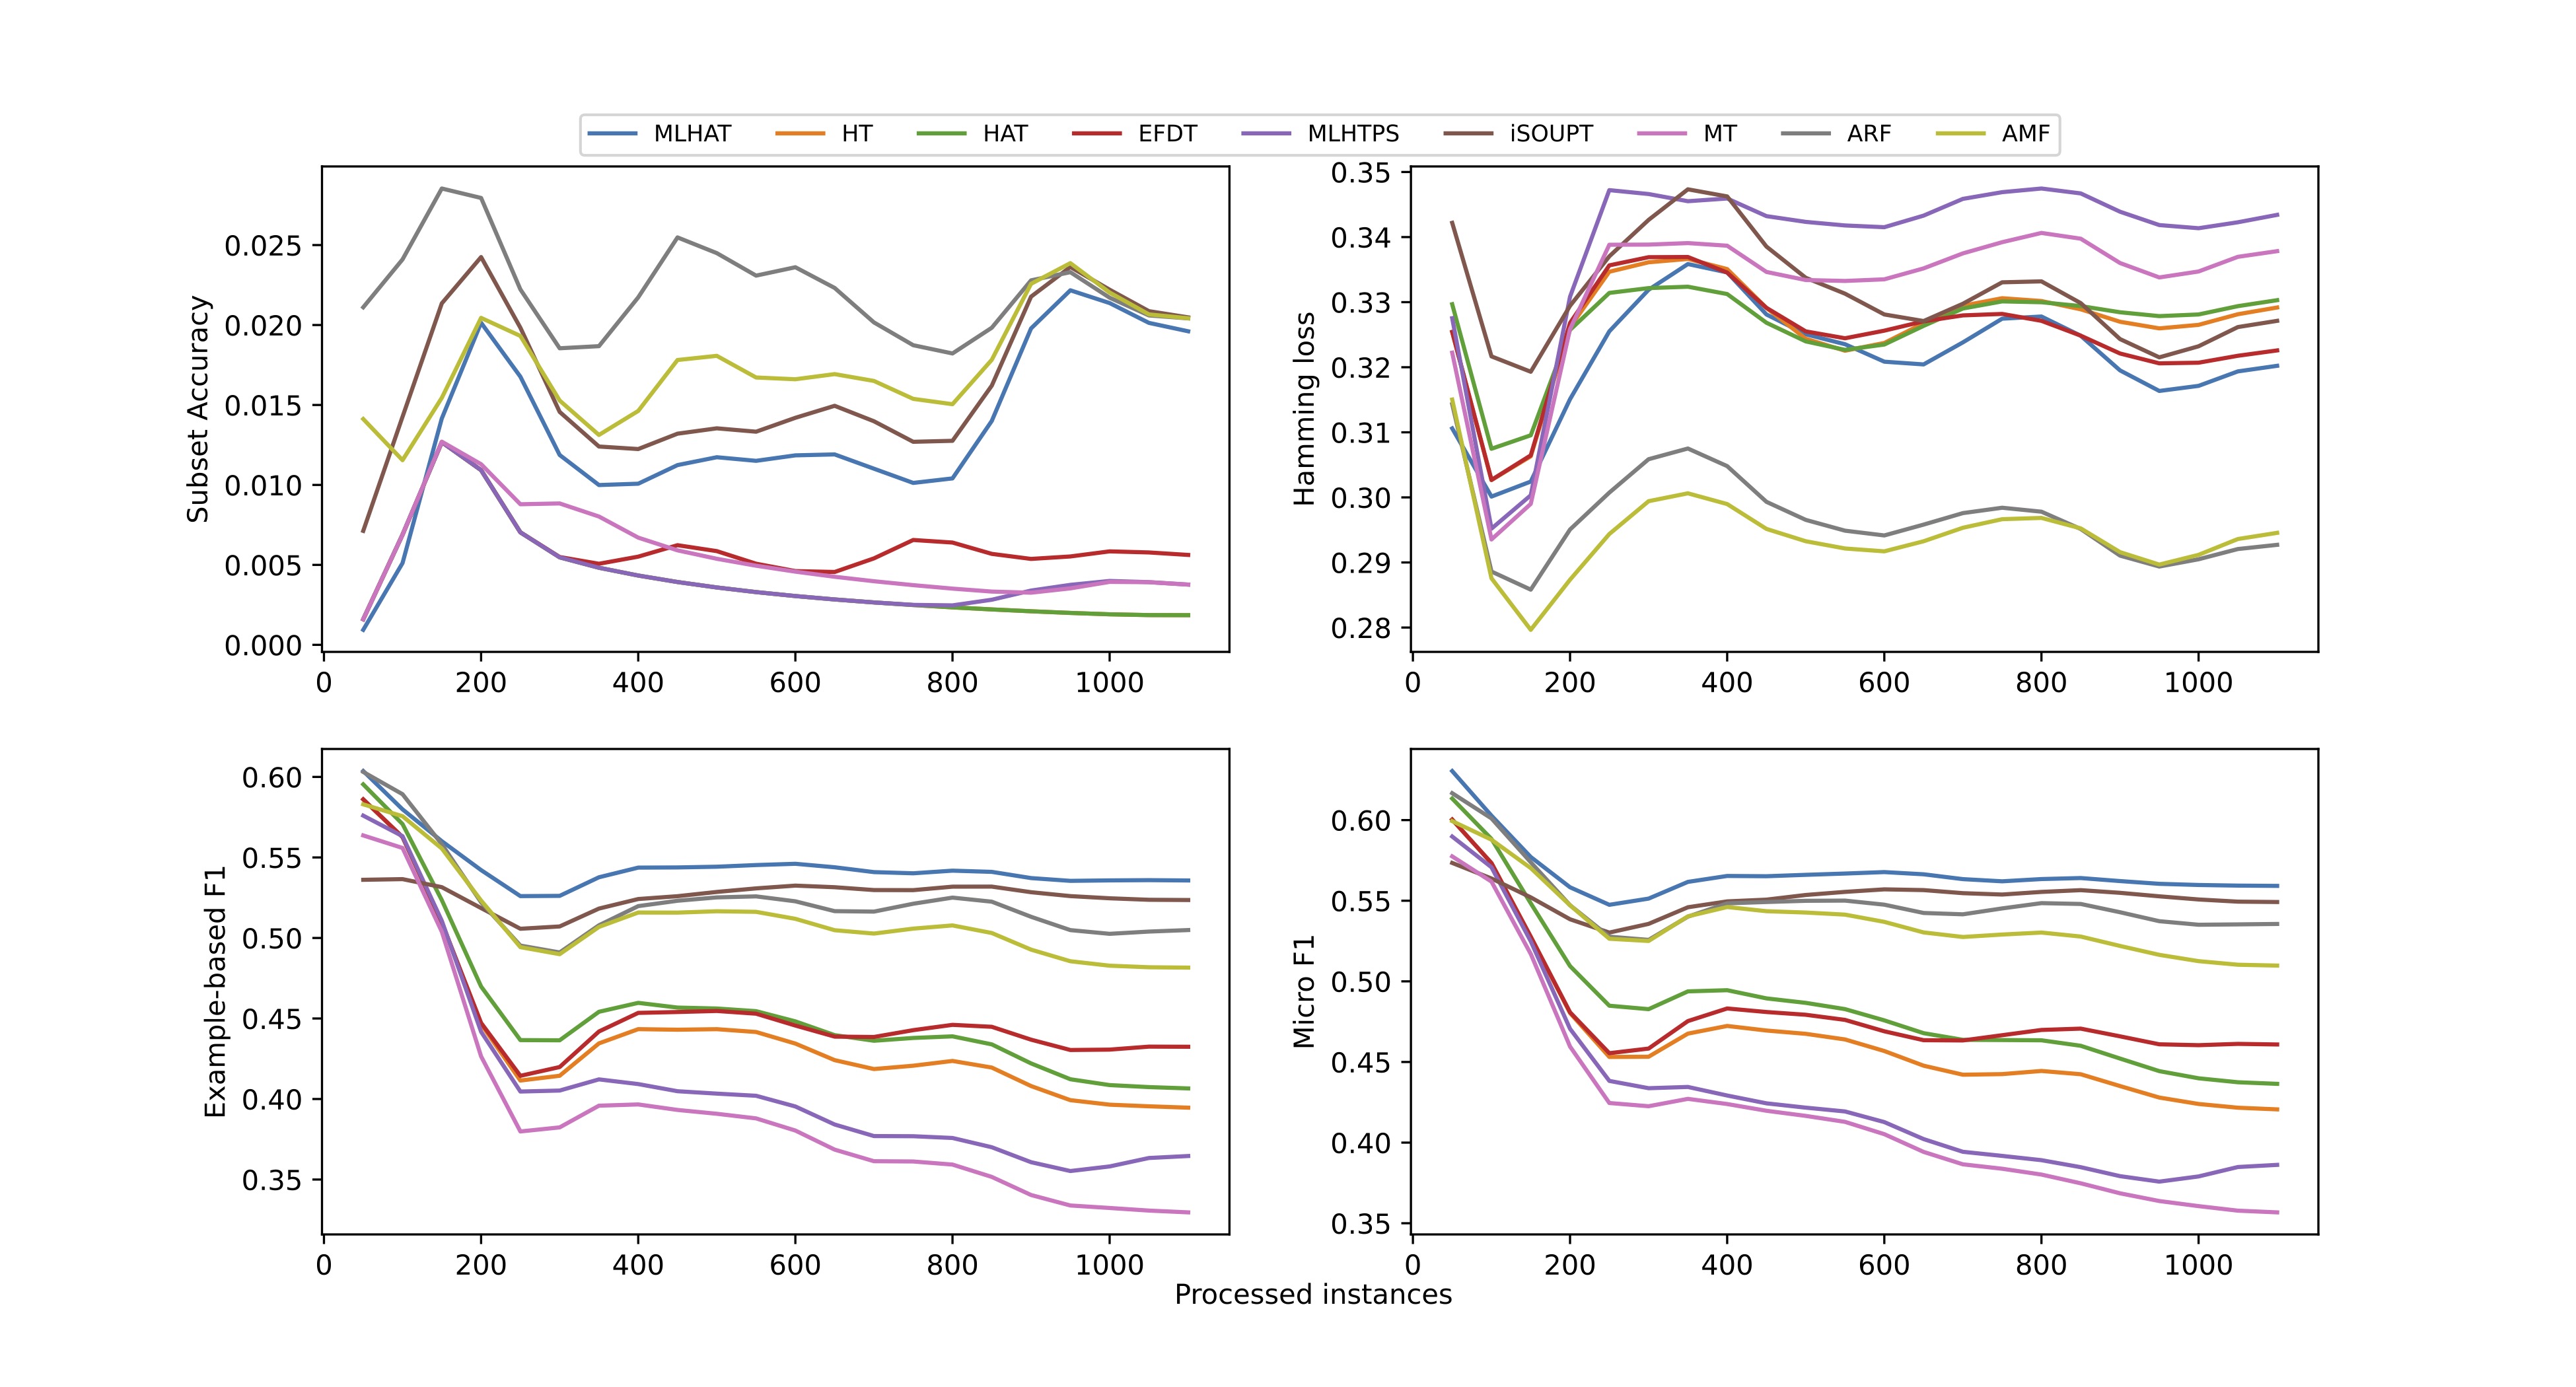 MLHAT HT HAT EFDT MLHTPS iSOUPT MT ARF AMF
Subset Accuracy
0.025
0.020
0.015
0.010
0.005
0.000
0 200 400 600 800 1000
Hamming loss
0.35
0.34
0.33
0.32
0.31
0.30
0.29
0.28
0 200 400 600 800 1000
Example-based F1
0.60
0.55
0.50
0.45
0.40
0.35
0 200 400 600 800 1000
Micro F1
0.60
0.55
0.50
0.45
0.40
0.35
0 200 400 600 800 1000
Processed instances